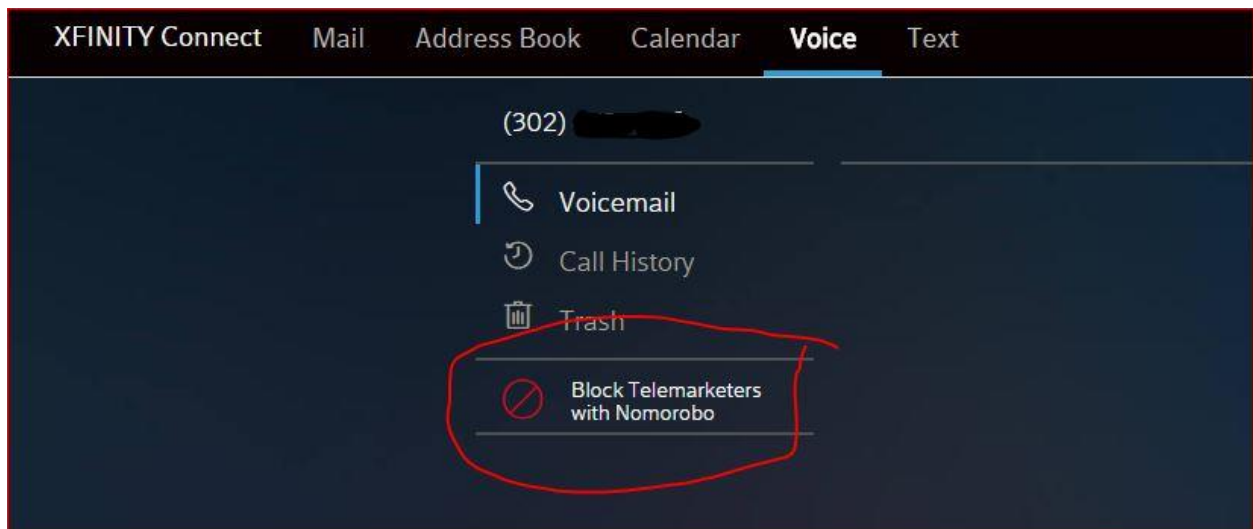 XFINITY Connect Mail Address Book Calendar Voice Text
(302)
Voicemail
Call History
Trash
Block Telemarketers
with Nomorobo